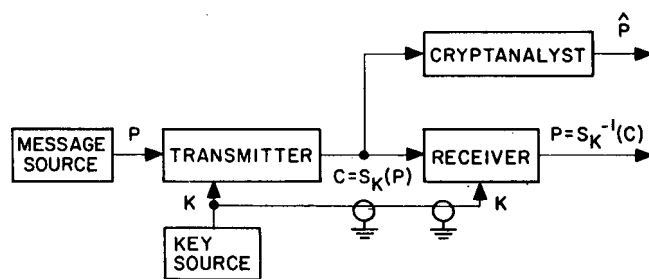 P̂
CRYPTANALYST
MESSAGE
SOURCE
P
TRANSMITTER
C=S_K(P)
RECEIVER
P=S_K^-1(C)
K
K
KEY
SOURCE